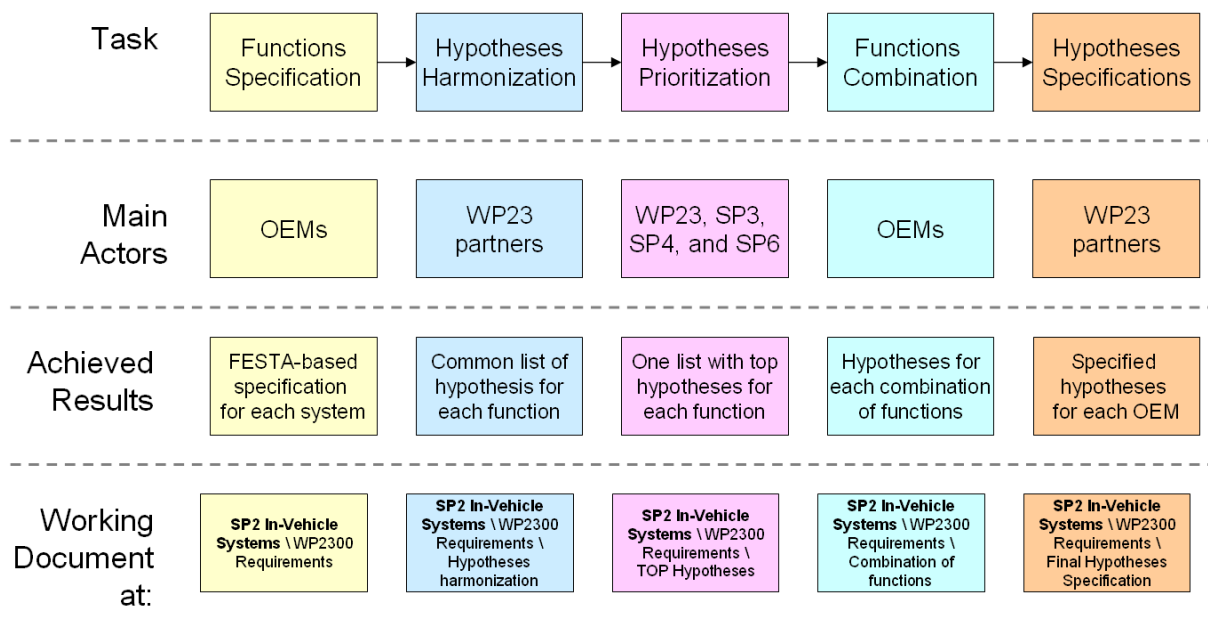 Task
Functions
Specification
Hypotheses
Harmonization
Hypotheses
Prioritization
Functions
Combination
Hypotheses
Specifications
Main
Actors
OEMs
WP23
partners
WP23, SP3,
SP4, and SP6
OEMs
WP23
partners
Achieved
Results
FESTA-based
specification
for each system
Common list of
hypothesis for
each function
One list with top
hypotheses for
each function
Hypotheses for
each combination
of functions
Specified
hypotheses
for each OEM
Working
Document
at:
SP2 In-Vehicle
Systems \ WP2300
Requirements
SP2 In-Vehicle
Systems \ WP2300
Requirements \
Hypotheses
harmonization
SP2 In-Vehicle
Systems \ WP2300
Requirements \
TOP Hypotheses
SP2 In-Vehicle
Systems \ WP2300
Requirements \
Combination of
functions
SP2 In-Vehicle
Systems \ WP2300
Requirements \
Final Hypotheses
Specification